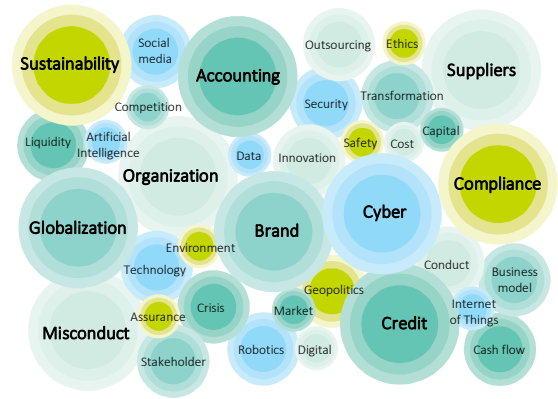 Social
media
Outsourcing
Ethics
Sustainability
Accounting
Suppliers
Competition
Security
Transformation
Liquidity
Artificial
Intelligence
Data
Innovation
Safety
Cost
Capital
Organization
Compliance
Globalization
Brand
Cyber
Environment
Technology
Conduct
Business
model
Geopolitics
Assurance
Crisis
Market
Internet
of Things
Misconduct
Credit
Stakeholder
Robotics
Digital
Cash flow